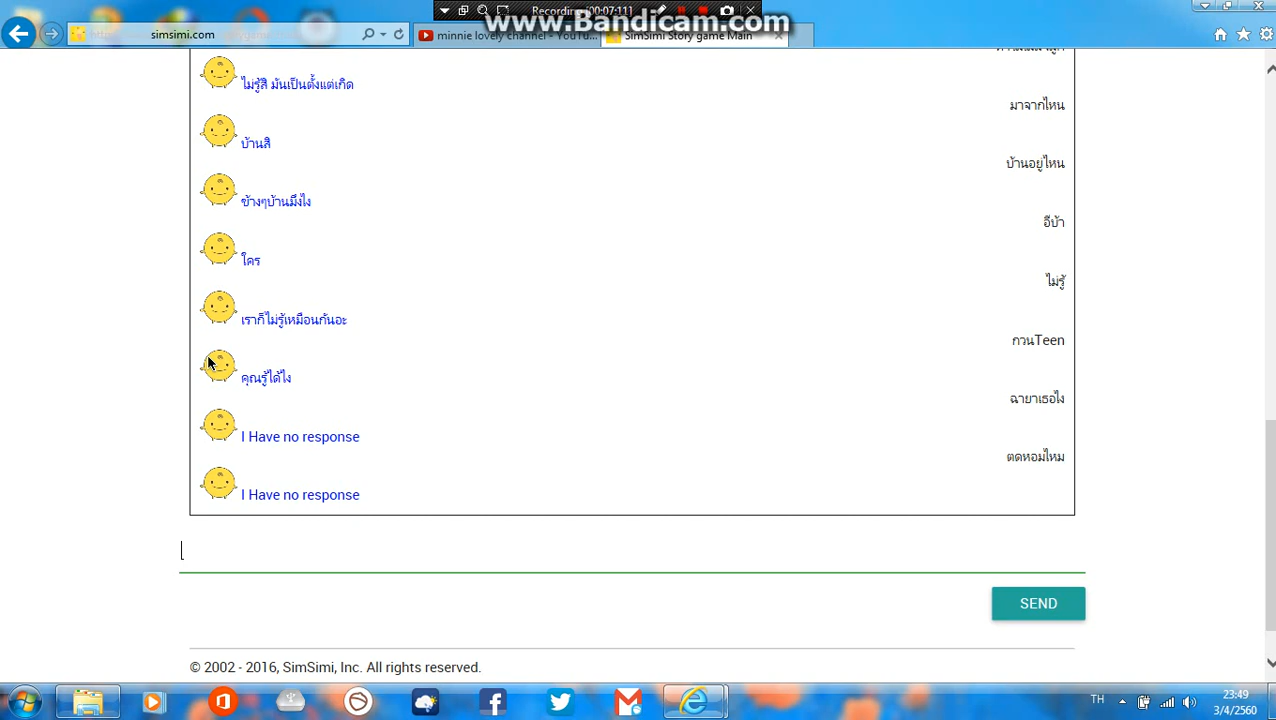 Recording [00:07:11]
www.Bandicam.com
simsimi.com
minnie lovely channel - YouTu...
SimSimi Story game Main
ไม่รู้สิ มันเป็นตั้งแต่เกิด
มาจากไหน
บ้านสิ
บ้านอยู่ไหน
ข้างๆบ้านมึงไง
อีบ้า
ใคร
ไม่รู้
เราก็ไม่รู้เหมือนกันอะ
กวนTeen
คุณรู้ได้ไง
ฉายาเธอไง
I Have no response
ตดหอมไหม
I Have no response
SEND
© 2002 - 2016, SimSimi, Inc. All rights reserved.
TH
23:49
3/4/2560